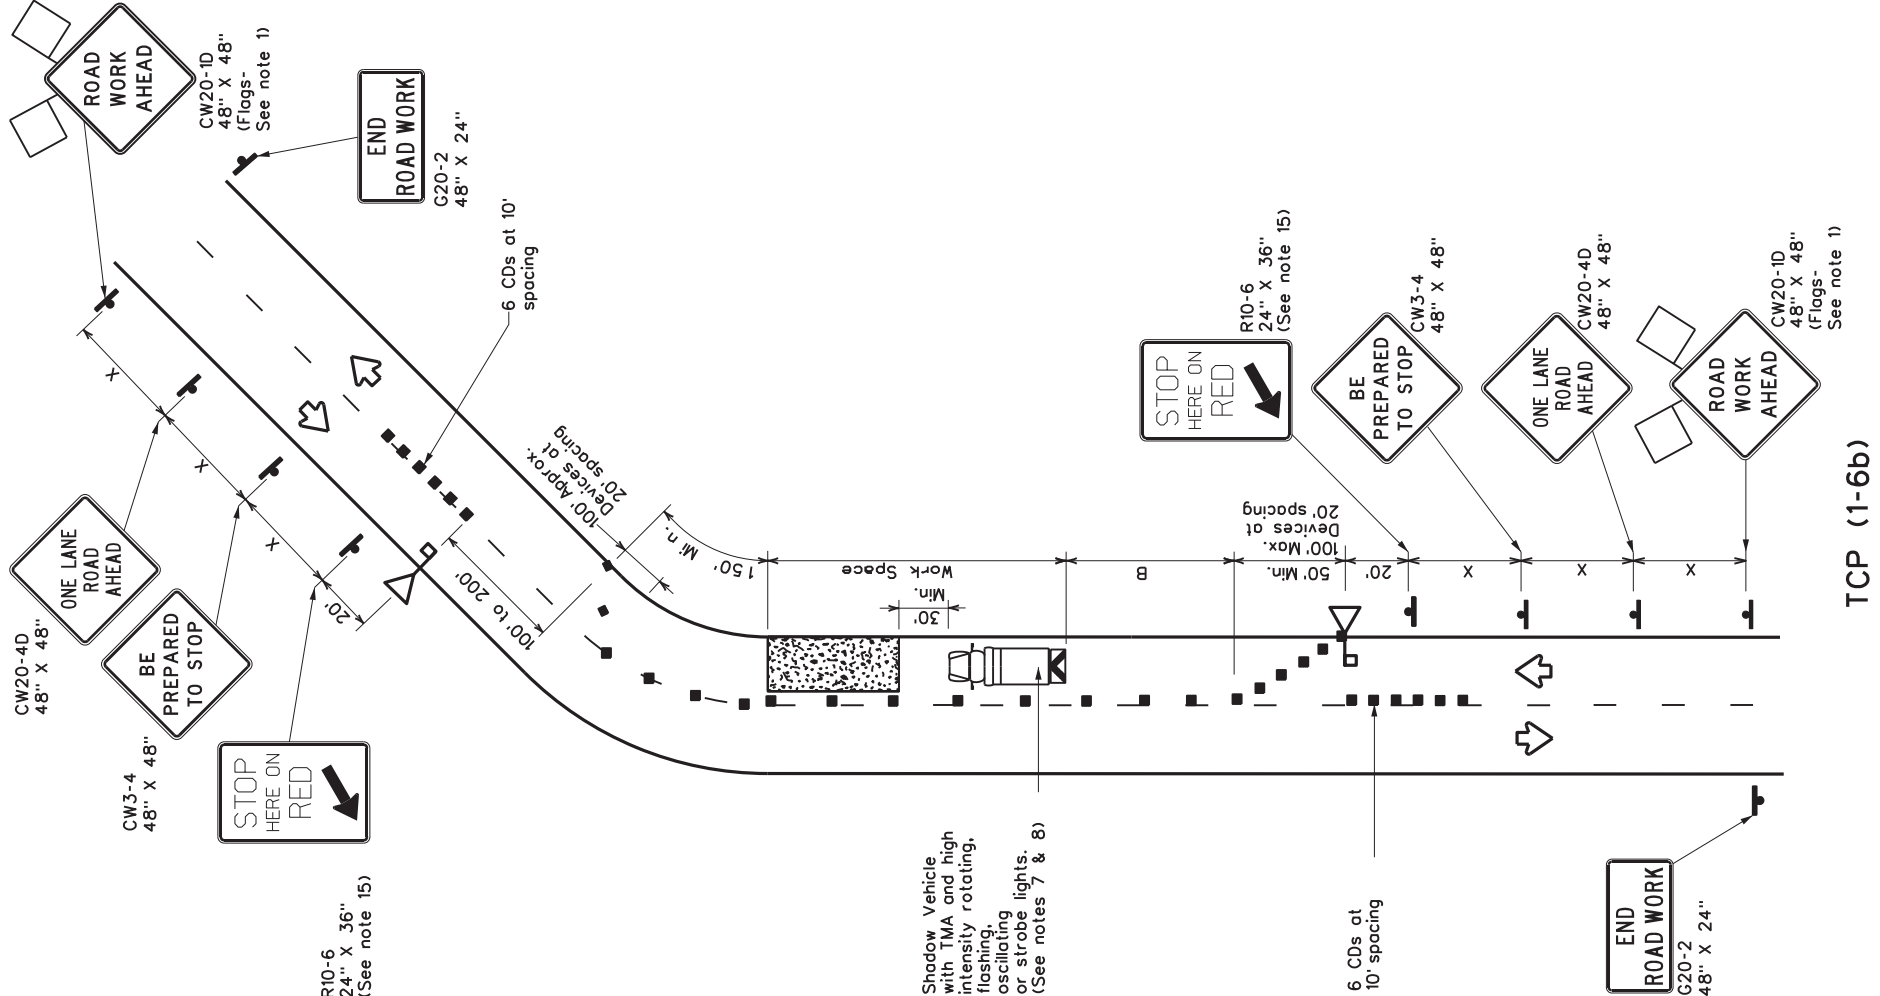 ROAD
WORK
AHEAD
CW20-1D
48" X 48"
(Flags-
See note 1)
END
ROAD WORK
G20-2
48" X 24"
6 CDs at 10'
spacing
X
X
X
20'
ONE LANE
ROAD
AHEAD
CW20-4D
48" X 48"
BE
PREPARED
TO STOP
CW3-4
48" X 48"
STOP
HERE ON
RED
R10-6
24" X 36"
(See note 15)
100' to 200'
100' Approx.
Devices at
20' spacing
150' Min.
Work Space
30'
Min.
B
50' Min.
100' Max.
Devices at
20' spacing
20'
X
X
X
Shadow Vehicle
with TMA and high
intensity rotating,
flashing,
oscillating
or strobe lights.
(See notes 7 & 8)
6 CDs at
10' spacing
STOP
HERE ON
RED
R10-6
24" X 36"
(See note 15)
BE
PREPARED
TO STOP
CW3-4
48" X 48"
ONE LANE
ROAD
AHEAD
CW20-4D
48" X 48"
ROAD
WORK
AHEAD
CW20-1D
48" X 48"
(Flags-
See note 1)
END
ROAD WORK
G20-2
48" X 24"
TCP (1-6b)